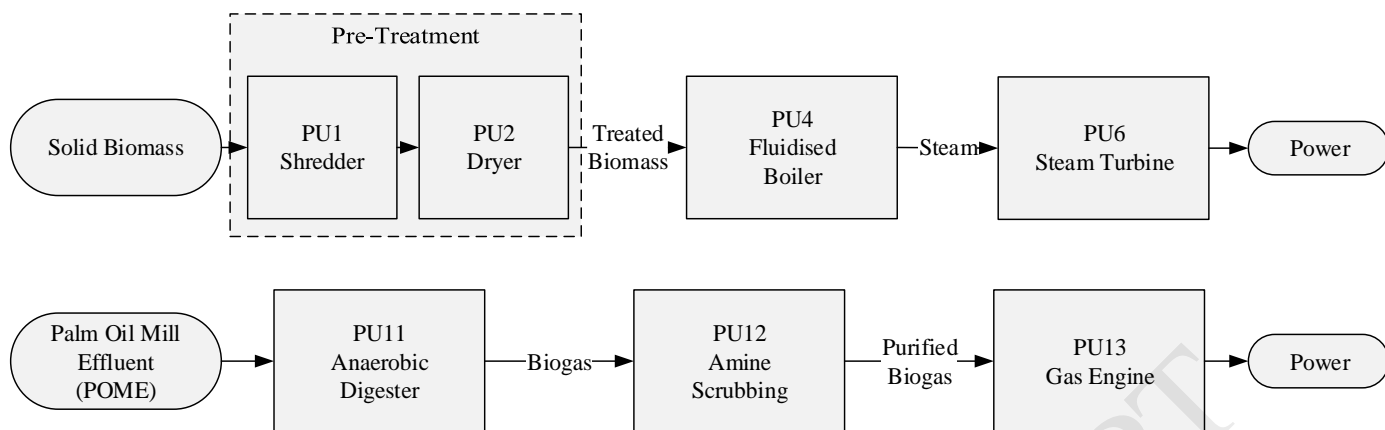 Pre-Treatment
Solid Biomass
PU1
Shredder
PU2
Dryer
Treated
Biomass
PU4
Fluidised
Boiler
Steam
PU6
Steam Turbine
Power
Palm Oil Mill
Effluent
(POME)
PU11
Anaerobic
Digester
Biogas
PU12
Amine
Scrubbing
Purified
Biogas
PU13
Gas Engine
Power